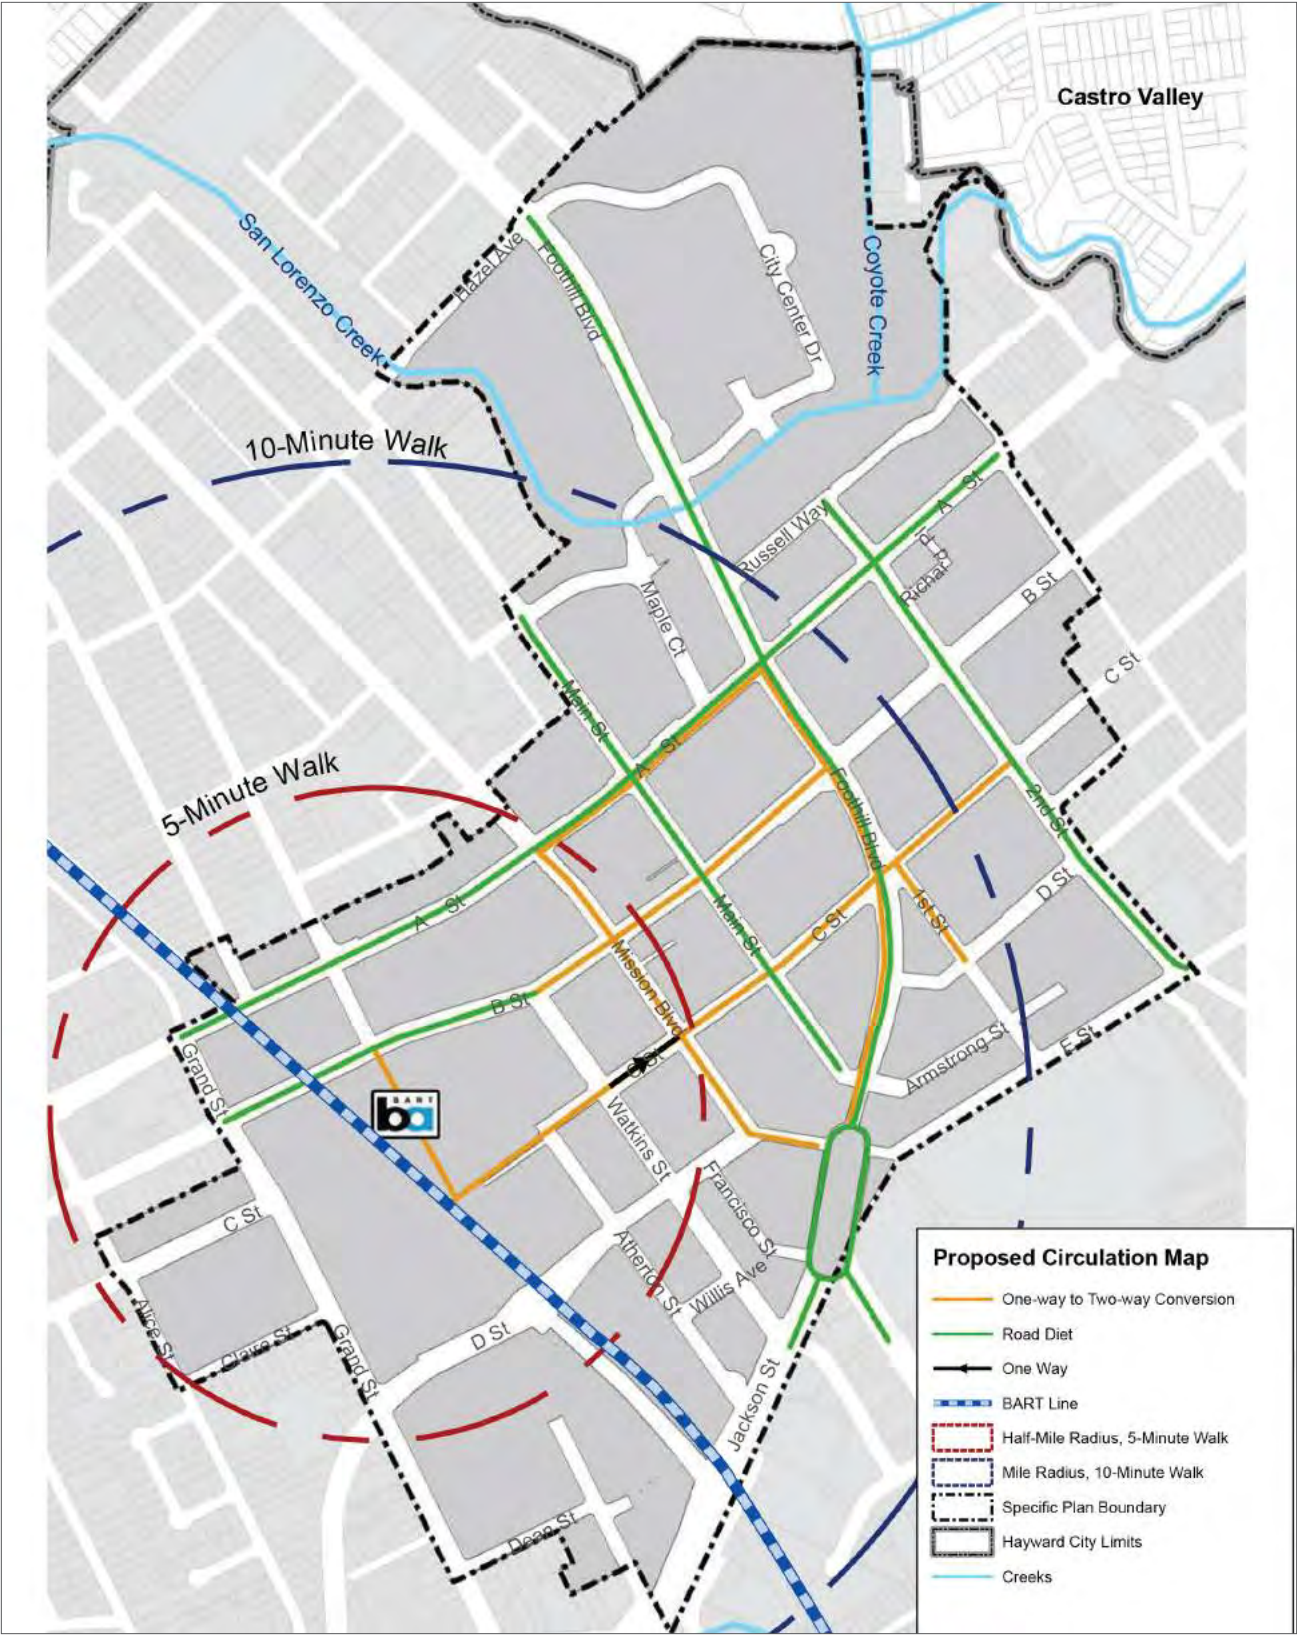 Castro Valley
San Lorenzo Creek
Hazel Ave
Foothill Blvd
City Center Dr
Coyote Creek
10-Minute Walk
Russell Way
A St
Maple Ct
B St
C St
Main St
A St
5-Minute Walk
Foothill Blvd
2nd St
D St
A St
Main St
C St
1st St
Mission Blvd
B St
Grand St
C St
Armstrong St
E St
BART
ba
Watkins St
Francisco St
C St
Atherton St
Willis Ave
Alice St
Claire St
Grand St
D St
Jackson St
Dean St
Proposed Circulation Map
One-way to Two-way Conversion
Road Diet
One Way
BART Line
Half-Mile Radius, 5-Minute Walk
Mile Radius, 10-Minute Walk
Specific Plan Boundary
Hayward City Limits
Creeks